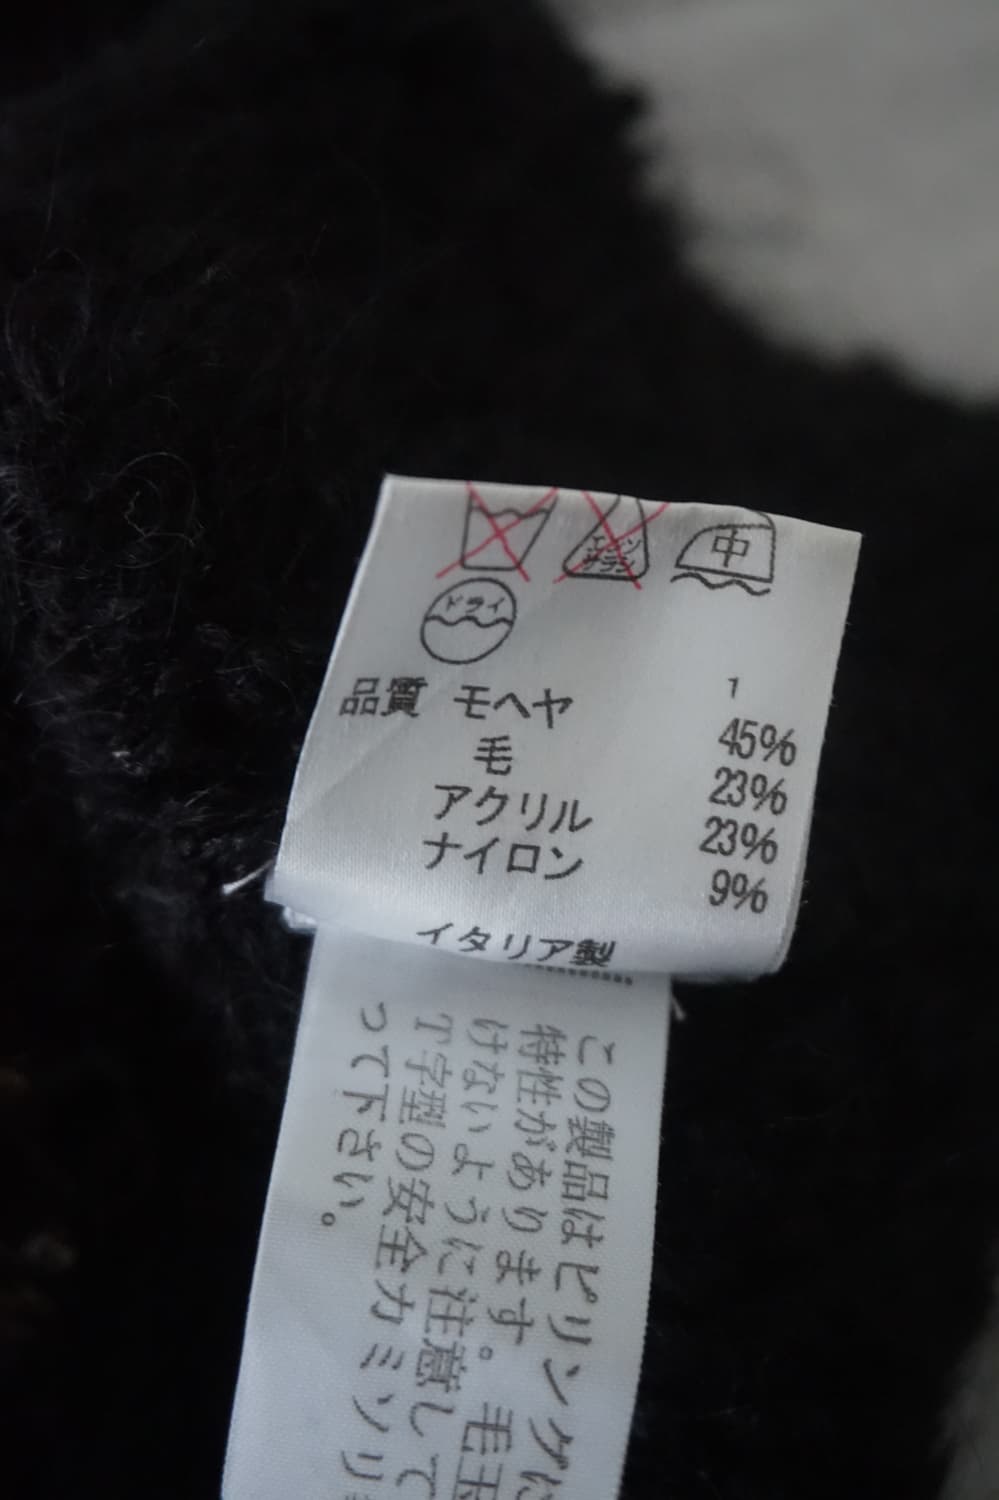 エンソ
サラシ
中
ドライ
1
品質 モヘヤ 45%
毛 23%
アクリル 23%
ナイロン 9%
イタリア製
この製品はピリングに
特性があります。毛玉
けないように注意して
T字型の安全カミソリ
って下さい。